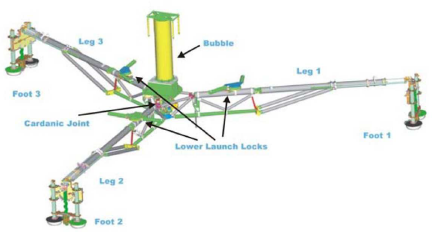 Leg 3
Bubble
Leg 1
Foot 3
Cardanic Joint
Foot 1
Lower Launch Locks
Leg 2
Foot 2